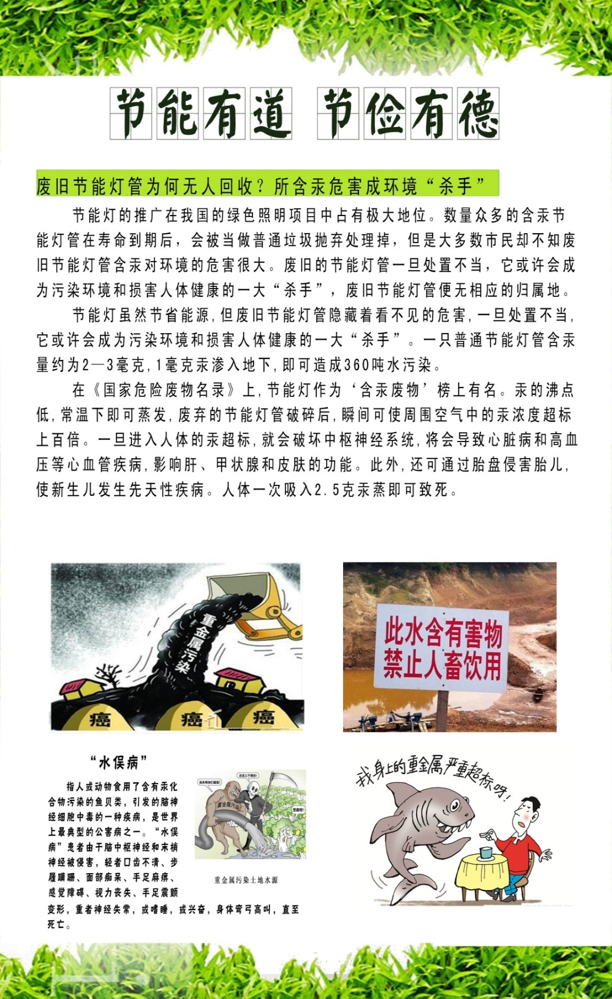 节能有道 节俭有德
废旧节能灯管为何无人回收？所含汞危害成环境“杀手”
节能灯的推广在我国的绿色照明项目中占有极大地位。数量众多的含汞节
能灯管在寿命到期后，会被当做普通垃圾抛弃处理掉，但是大多数市民却不知废
旧节能灯管含汞对环境的危害很大。废旧的节能灯管一旦处置不当，它或许会成
为污染环境和损害人体健康的一大“杀手”，废旧节能灯管便无相应的归属地。
节能灯虽然节省能源,但废旧节能灯管隐藏着看不见的危害,一旦处置不当,
它或许会成为污染环境和损害人体健康的一大“杀手”。一只普通节能灯管含汞
量约为2—3毫克,1毫克汞渗入地下,即可造成360吨水污染。
在《国家危险废物名录》上,节能灯作为‘含汞废物’榜上有名。汞的沸点
低,常温下即可蒸发,废弃的节能灯管破碎后,瞬间可使周围空气中的汞浓度超标
上百倍。一旦进入人体的汞超标,就会破坏中枢神经系统,将会导致心脏病和高血
压等心血管疾病,影响肝、甲状腺和皮肤的功能。此外,还可通过胎盘侵害胎儿,
使新生儿发生先天性疾病。人体一次吸入2.5克汞蒸即可致死。
重金属污染
癌
癌
癌
此水含有害物
禁止人畜饮用
“水俣病”
指人或动物食用了含有汞化
合物污染的鱼贝类，引发的脑神
经细胞中毒的一种疾病，是世界
上最典型的公害病之一。“水俣
病”患者由干脑中枢神经和末梢
神经被侵害，轻者口齿不清、步
履蹒跚、面部痴呆、手足麻痹、
感觉障碍、视力丧失、手足震颤
变形，重者神经失常，或嗜睡，或兴奋，身体弯弓高叫，直至
死亡。
我来帮你们灌溉!
这活儿干得好!
重金属污染
悲剧呀!
重金属污染土地水源
我身上的重金属严重超标呀!